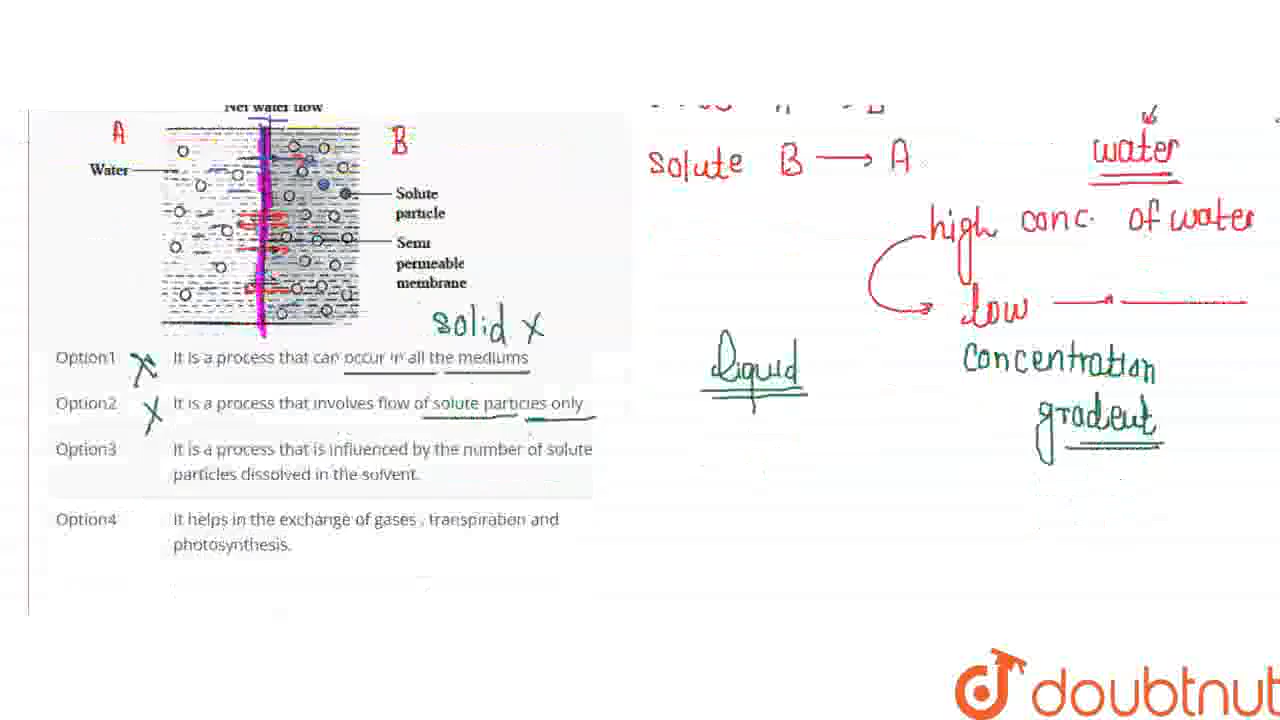 Net water flow
A
B
Water
Solute
particle
Semi
permeable
membrane
solid X
Option1 X It is a process that can occur in all the mediums
Option2 X It is a process that involves flow of solute particles only
Option3 It is a process that is influenced by the number of solute
particles dissolved in the solvent.
Option4 It helps in the exchange of gases , transpiration and
photosynthesis.
solute B → A
water
high conc. of water
low
liquid
concentration
gradeut
doubtnut